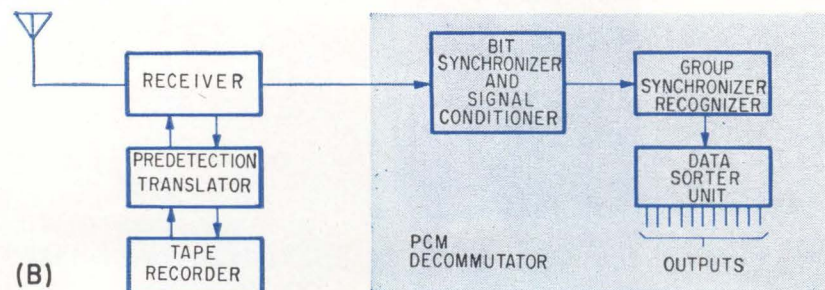 RECEIVER
PREDETECTION
TRANSLATOR
TAPE
RECORDER
(B)
BIT
SYNCHRONIZER
AND
SIGNAL
CONDITIONER
GROUP
SYNCHRONIZER
RECOGNIZER
DATA
SORTER
UNIT
PCM
DECOMMUTATOR
OUTPUTS